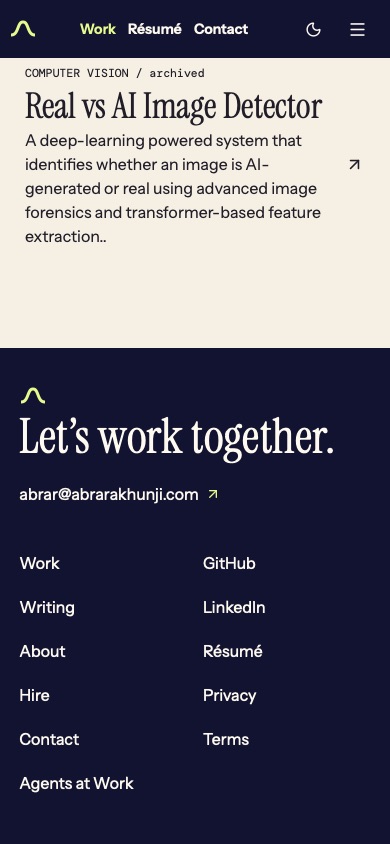 Work Résumé Contact
COMPUTER VISION / archived
Real vs AI Image Detector
A deep-learning powered system that
identifies whether an image is AI-
generated or real using advanced image
forensics and transformer-based feature
extraction..
Let’s work together.
abrar@abrarakhunji.com
Work
GitHub
Writing
LinkedIn
About
Résumé
Hire
Privacy
Contact
Terms
Agents at Work